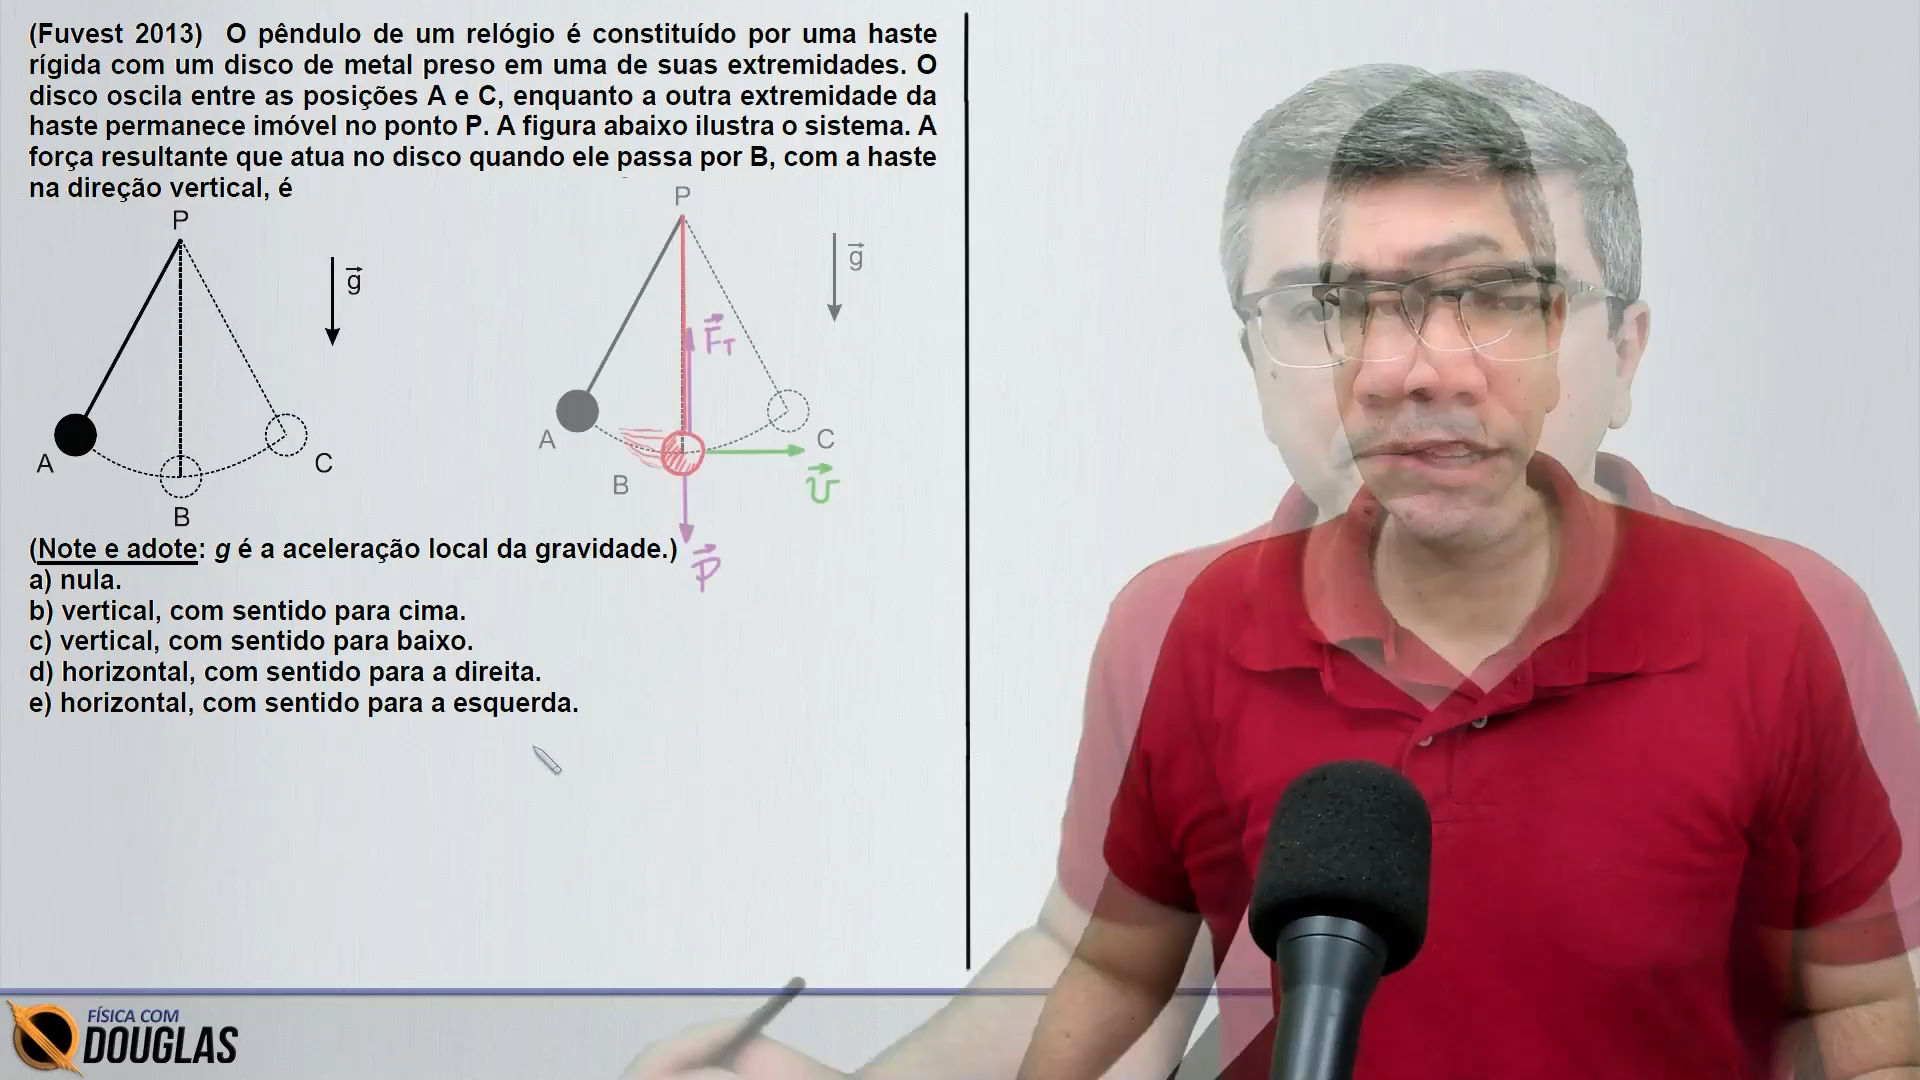 (Fuvest 2013) O pêndulo de um relógio é constituído por uma haste
rígida com um disco de metal preso em uma de suas extremidades. O
disco oscila entre as posições A e C, enquanto a outra extremidade da
haste permanece imóvel no ponto P. A figura abaixo ilustra o sistema. A
força resultante que atua no disco quando ele passa por B, com a haste
na direção vertical, é
P
g
A
C
B
P
g
F_T
A
C
B
v
P
(Note e adote: g é a aceleração local da gravidade.)
a) nula.
b) vertical, com sentido para cima.
c) vertical, com sentido para baixo.
d) horizontal, com sentido para a direita.
e) horizontal, com sentido para a esquerda.
FÍSICA COM
DOUGLAS